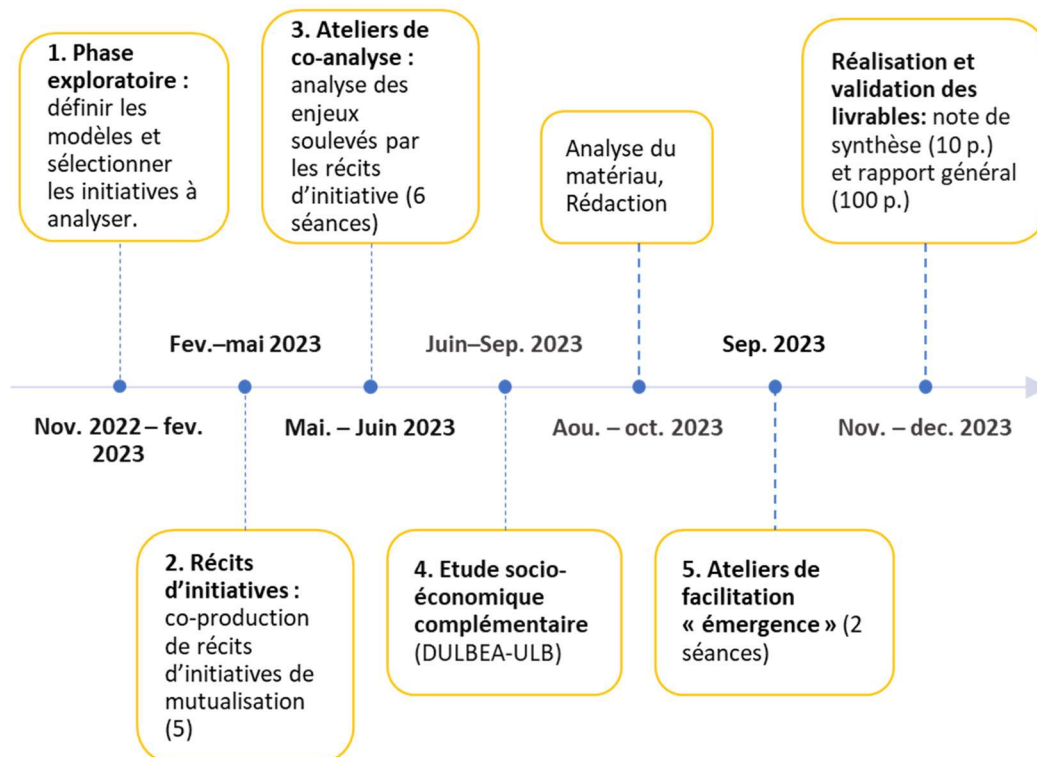 1. Phase
exploratoire :
définir les
modèles et
sélectionner
les initiatives à
analyser.
3. Ateliers de
co-analyse :
analyse des
enjeux
soulevés par
les récits
d'initiative (6
séances)
Analyse du
matériau,
Rédaction
Réalisation et
validation des
livrables: note de
synthèse (10 p.)
et rapport général
(100 p.)
Fev.–mai 2023
Juin–Sep. 2023
Sep. 2023
Nov. 2022 – fev.
2023
Mai. – Juin 2023
Aou. – oct. 2023
Nov. – dec. 2023
2. Récits
d'initiatives :
co-production
de récits
d'initiatives de
mutualisation
(5)
4. Etude socio-
économique
complémentaire
(DULBEA-ULB)
5. Ateliers de
facilitation
« émergence » (2
séances)